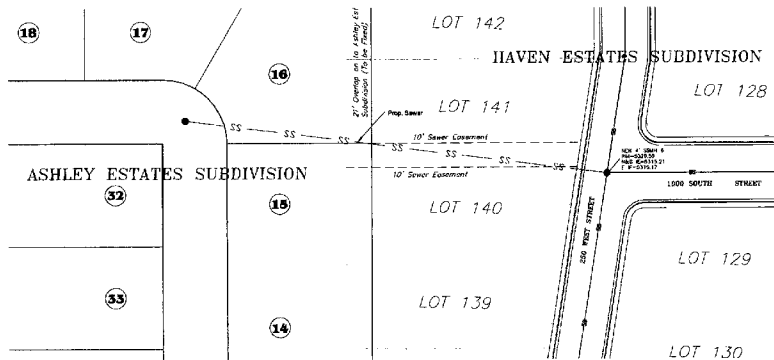 18
17
16
LOT 142
HAVEN ESTATES SUBDIVISION
LOT 128
21' Overlap on to Ashley Est
Subdivision (To be Fixed)
LOT 141
Prop. Sewer
SS SS SS SS SS SS
10' Sewer Easement
10' Sewer Easement
ASHLEY ESTATES SUBDIVISION
1600 SOUTH STREET
32
15
LOT 140
250 WEST STREET
LOT 129
33
LOT 139
14
LOT 130